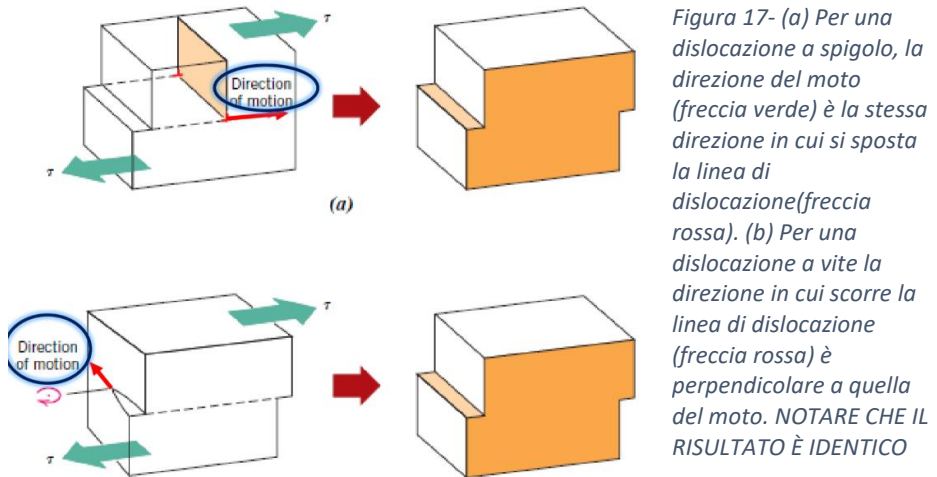 τ
Direction
of motion
τ
(a)
τ
Direction
of motion
τ
Figura 17- (a) Per una
dislocazione a spigolo, la
direzione del moto
(freccia verde) è la stessa
direzione in cui si sposta
la linea di
dislocazione(freccia
rossa). (b) Per una
dislocazione a vite la
direzione in cui scorre la
linea di dislocazione
(freccia rossa) è
perpendicolare a quella
del moto. NOTARE CHE IL
RISULTATO È IDENTICO